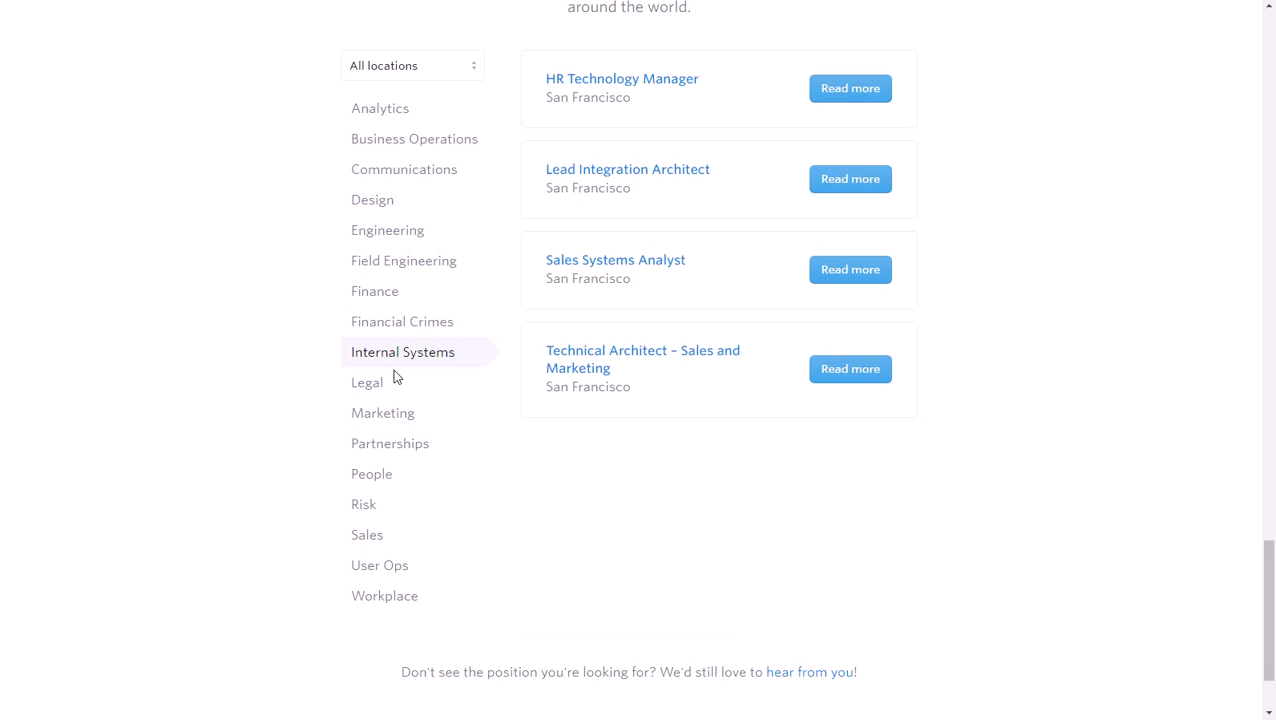 around the world.
All locations
Analytics
Business Operations
Communications
Design
Engineering
Field Engineering
Finance
Financial Crimes
Internal Systems
Legal
Marketing
Partnerships
People
Risk
Sales
User Ops
Workplace
HR Technology Manager
San Francisco
Read more
Lead Integration Architect
San Francisco
Read more
Sales Systems Analyst
San Francisco
Read more
Technical Architect – Sales and
Marketing
San Francisco
Read more
Don't see the position you're looking for? We'd still love to hear from you!